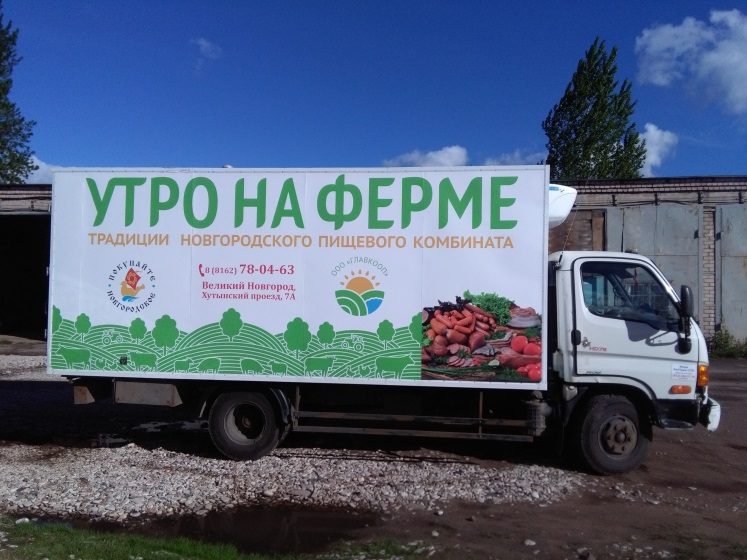 УТРО НА ФЕРМЕ
ТРАДИЦИИ НОВГОРОДСКОГО ПИЩЕВОГО КОМБИНАТА
ПОКУПАЙТЕ
НОВГОРОДСКОЕ
8 (8162) 78-04-63
Великий Новгород,
Хутынский проезд, 7А
ООО "ГЛАВКООП"